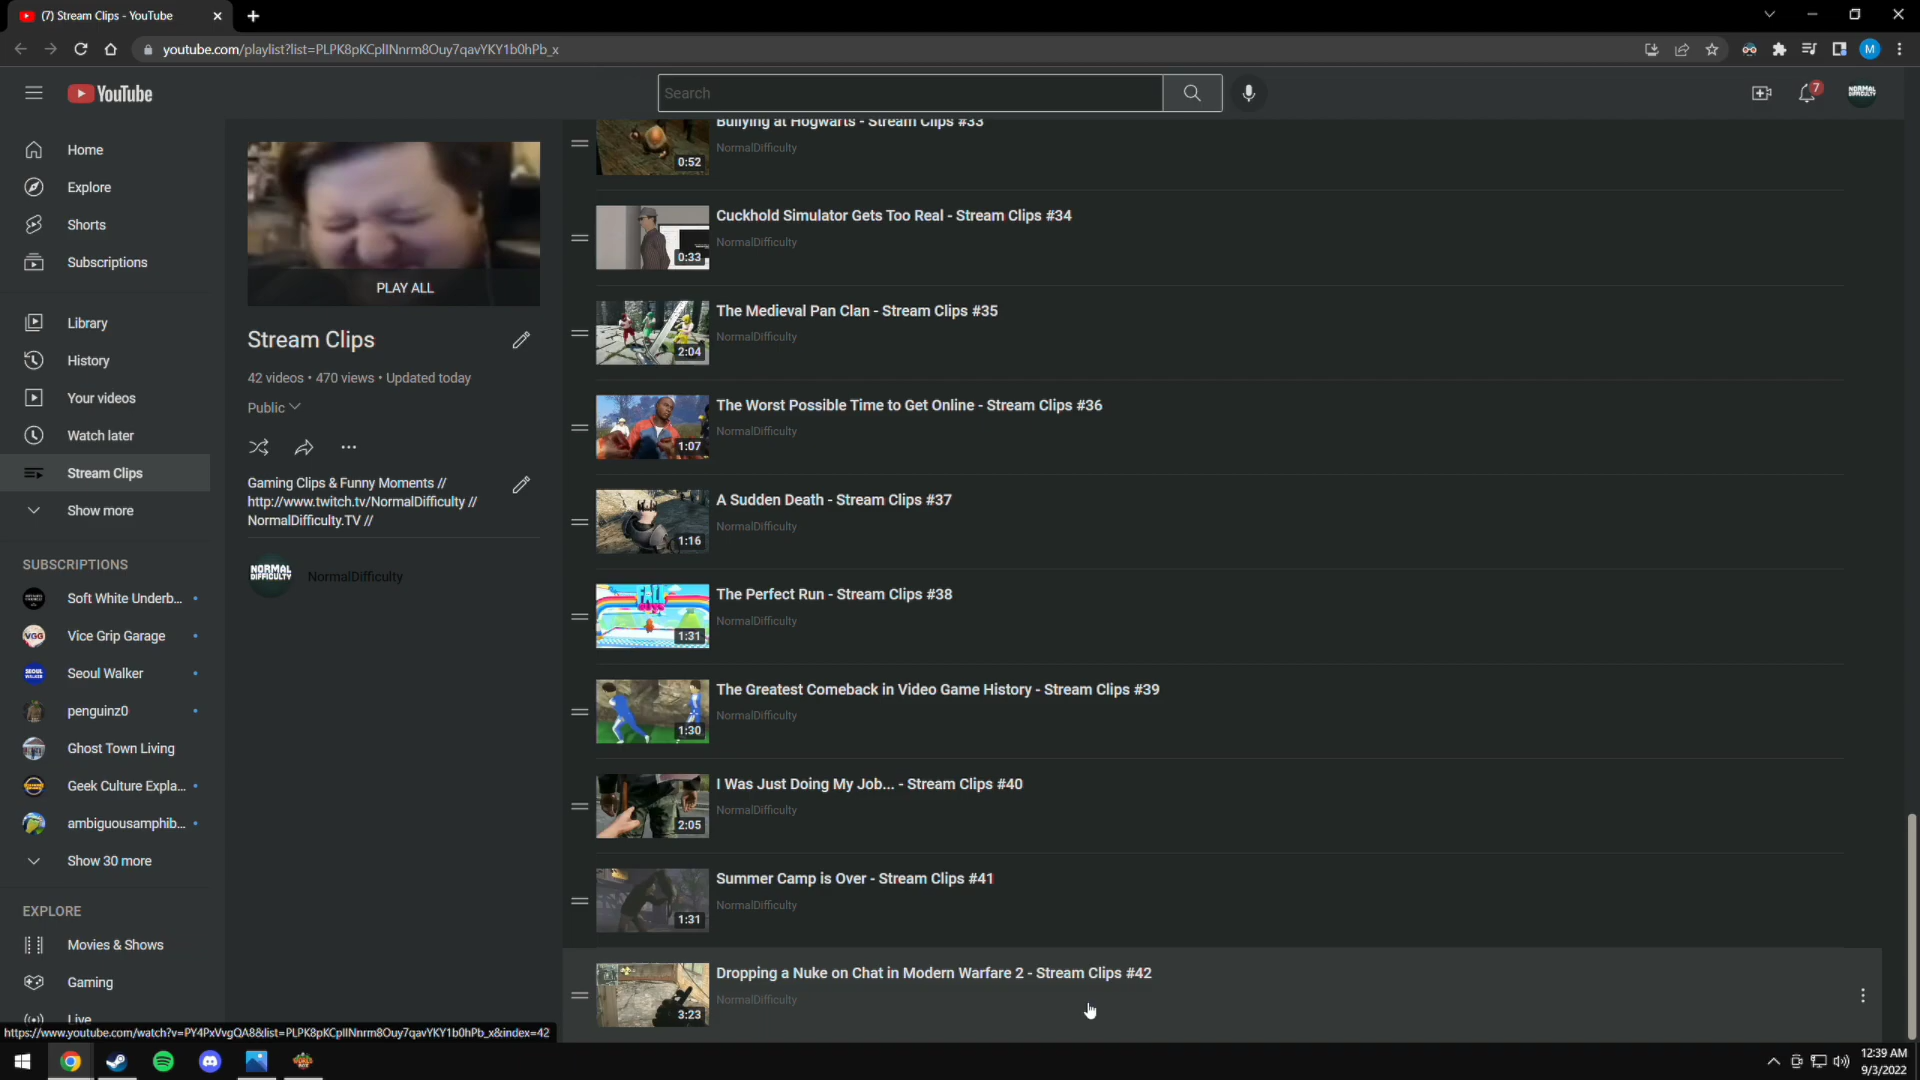 (7) Stream Clips - YouTube
youtube.com/playlist?list=PLPK8pKCplINnrm8Ouy7qavYKY1b0hPb_x
M
YouTube
Search
7
NORMAL DIFFICULTY
Home
Explore
Shorts
Subscriptions
Library
History
Your videos
Watch later
Stream Clips
Show more
SUBSCRIPTIONS
Soft White Underb...
VGG
Vice Grip Garage
SEOUL WALKER
Seoul Walker
penguinz0
Ghost Town Living
Geek Culture Expla...
ambiguousamphib...
Show 30 more
EXPLORE
Movies & Shows
Gaming
Live
PLAY ALL
Stream Clips
42 videos • 470 views • Updated today
Public
Gaming Clips & Funny Moments //
http://www.twitch.tv/NormalDifficulty //
NormalDifficulty.TV //
NORMAL DIFFICULTY
NormalDifficulty
Bullying at Hogwarts - Stream Clips #33
NormalDifficulty
0:52
Cuckhold Simulator Gets Too Real - Stream Clips #34
NormalDifficulty
0:33
The Medieval Pan Clan - Stream Clips #35
NormalDifficulty
2:04
The Worst Possible Time to Get Online - Stream Clips #36
NormalDifficulty
1:07
A Sudden Death - Stream Clips #37
NormalDifficulty
1:16
The Perfect Run - Stream Clips #38
NormalDifficulty
FALL GUYS
1:31
The Greatest Comeback in Video Game History - Stream Clips #39
NormalDifficulty
1:30
I Was Just Doing My Job... - Stream Clips #40
NormalDifficulty
2:05
Summer Camp is Over - Stream Clips #41
NormalDifficulty
1:31
Dropping a Nuke on Chat in Modern Warfare 2 - Stream Clips #42
NormalDifficulty
3:23
https://www.youtube.com/watch?v=PY4PxVvgQA8&list=PLPK8pKCplINnrm8Ouy7qavYKY1b0hPb_x&index=42
12:39 AM
9/3/2022